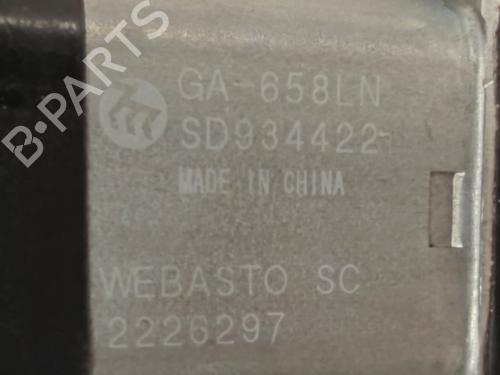 B-PARTS
GA-658LN
SD934422
MADE IN CHINA
WEBASTO SC
2226297